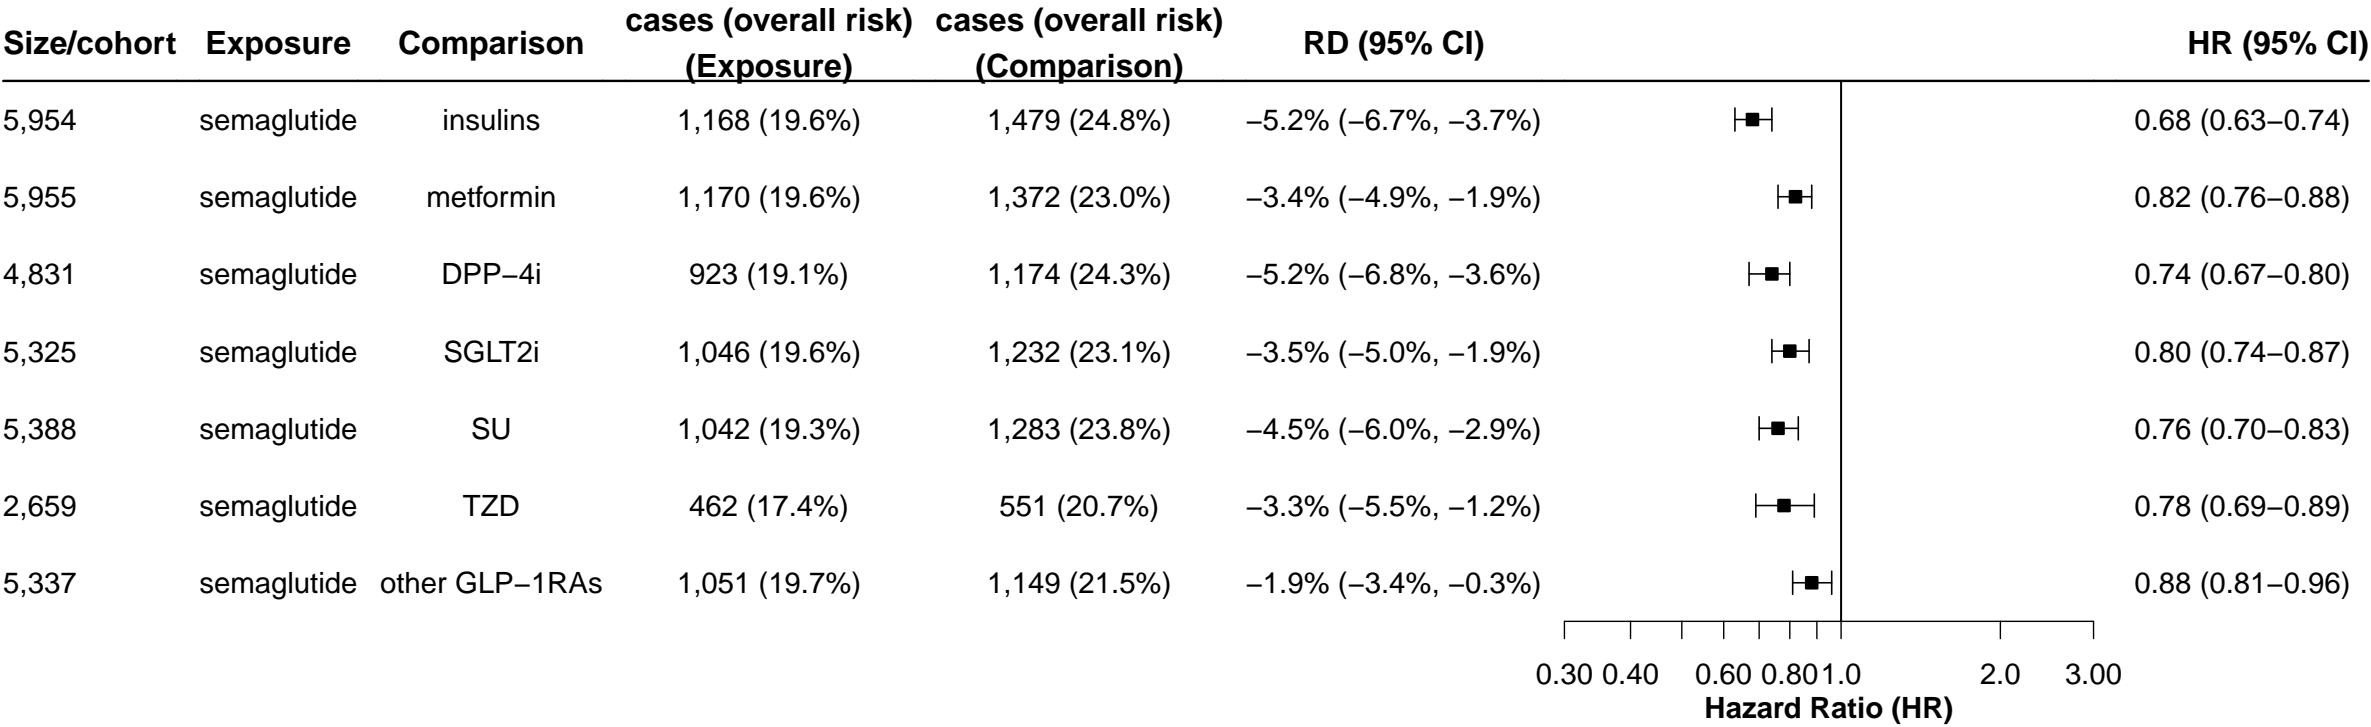 Size/cohort Exposure Comparison cases (overall risk) (Exposure) cases (overall risk) (Comparison) RD (95% CI) HR (95% CI)
5,954 semaglutide insulins 1,168 (19.6%) 1,479 (24.8%) −5.2% (−6.7%, −3.7%) 0.68 (0.63−0.74)
5,955 semaglutide metformin 1,170 (19.6%) 1,372 (23.0%) −3.4% (−4.9%, −1.9%) 0.82 (0.76−0.88)
4,831 semaglutide DPP−4i 923 (19.1%) 1,174 (24.3%) −5.2% (−6.8%, −3.6%) 0.74 (0.67−0.80)
5,325 semaglutide SGLT2i 1,046 (19.6%) 1,232 (23.1%) −3.5% (−5.0%, −1.9%) 0.80 (0.74−0.87)
5,388 semaglutide SU 1,042 (19.3%) 1,283 (23.8%) −4.5% (−6.0%, −2.9%) 0.76 (0.70−0.83)
2,659 semaglutide TZD 462 (17.4%) 551 (20.7%) −3.3% (−5.5%, −1.2%) 0.78 (0.69−0.89)
5,337 semaglutide other GLP−1RAs 1,051 (19.7%) 1,149 (21.5%) −1.9% (−3.4%, −0.3%) 0.88 (0.81−0.96)
0.30 0.40 0.60 0.80 1.0 2.0 3.00
Hazard Ratio (HR)